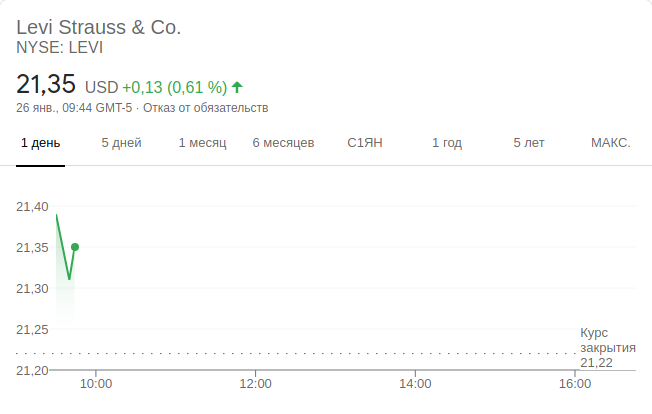 Levi Strauss & Co.
NYSE: LEVI
21,35 USD +0,13 (0,61 %)
26 янв., 09:44 GMT-5 · Отказ от обязательств
1 день 5 дней 1 месяц 6 месяцев С1ЯН 1 год 5 лет МАКС.
21,40
21,35
21,30
21,25
21,20
Курс
закрытия
21,22
10:00 12:00 14:00 16:00